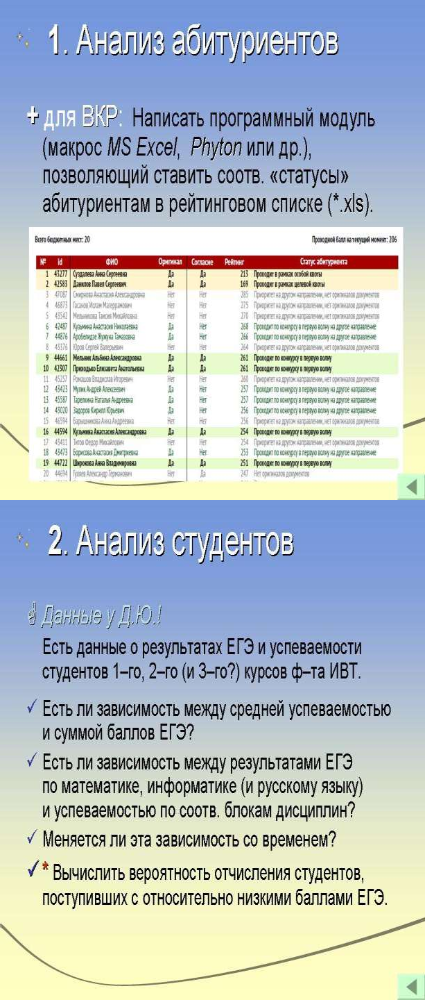 1. Анализ абитуриентов
+ для ВКР: Написать программный модуль
(макрос MS Excel, Phyton или др.),
позволяющий ставить соотв. «статусы»
абитуриентам в рейтинговом списке (*.xls).
Всего бюджетных мест: 20 Проходной балл на текущий момент: 206
№ id ФИО Оригинал Согласие Рейтинг Статус абитуриента
1 43277 Суздалева Анна Сергеевна Да Да 213 Проходит в рамках особой квоты
2 42583 Данилов Павел Сергеевич Да Да 169 Проходит в рамках целевой квоты
3 47087 Смирнова Анастасия Александровна Нет Нет 285 Приоритет на другом направлении, нет оригиналов документов
4 46873 Гасанов Ислам Магеррамович Нет Нет 275 Приоритет на другом направлении, нет оригиналов документов
5 43542 Мельникова Таисия Михайловна Нет Нет 270 Приоритет на другом направлении, нет оригиналов документов
6 42487 Кузьмина Анастасия Николаевна Да Нет 268 Проходит по конкурсу в первую волну на другое направление
7 44876 Аробелидзе Жужуна Тамазовна Да Нет 266 Проходит по конкурсу в первую волну на другое направление
8 43376 Юров Сергей Валерьевич Нет Нет 264 Приоритет на другом направлении, нет оригиналов документов
9 44661 Мельник Альбина Александровна Да Да 261 Проходит по конкурсу в первую волну
10 42307 Приходько Елизавета Анатольевна Да Да 261 Проходит по конкурсу в первую волну
11 45257 Ромашов Владислав Игоревич Нет Нет 260 Приоритет на другом направлении, нет оригиналов документов
12 43423 Мулик Андрей Алексеевич Да Нет 257 Проходит по конкурсу в первую волну на другое направление
13 45587 Тарелкина Наталья Андреевна Да Нет 257 Проходит по конкурсу в первую волну на другое направление
14 43020 Задоров Кирилл Юрьевич Да Нет 256 Проходит по конкурсу в первую волну на другое направление
15 46594 Барышникова Анна Андреевна Нет Нет 256 Приоритет на другом направлении, нет оригиналов документов
16 44594 Кузьмина Анастасия Александровна Да Да 254 Проходит по конкурсу в первую волну
17 43411 Титов Федор Михайлович Нет Нет 254 Приоритет на другом направлении, нет оригиналов документов
18 43473 Борисова Анастасия Дмитриевна Да Нет 253 Проходит по конкурсу в первую волну на другое направление
19 44722 Широкова Анна Владимировна Да Да 251 Проходит по конкурсу в первую волну
20 44694 Гуляев Александр Германович Нет Да 247 Нет оригиналов документов
2. Анализ студентов
Данные у Д.Ю.!
Есть данные о результатах ЕГЭ и успеваемости
студентов 1–го, 2–го (и 3–го?) курсов ф–та ИВТ.
✓ Есть ли зависимость между средней успеваемостью
и суммой баллов ЕГЭ?
✓ Есть ли зависимость между результатами ЕГЭ
по математике, информатике (и русскому языку)
и успеваемостью по соотв. блокам дисциплин?
✓ Меняется ли эта зависимость со временем?
✓* Вычислить вероятность отчисления студентов,
поступивших с относительно низкими баллами ЕГЭ.